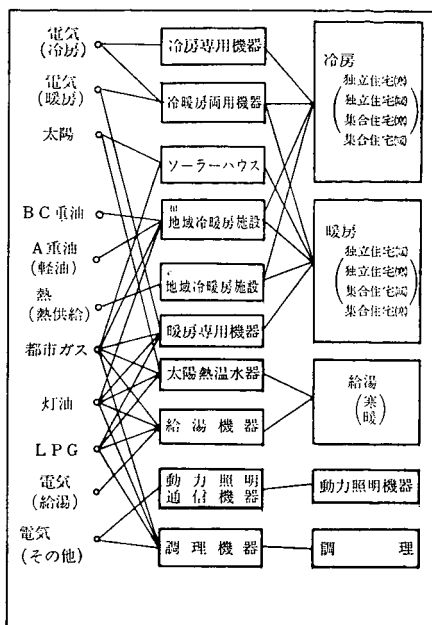 電気
(冷房)
電気
(暖房)
太陽
BC重油
A重油
(軽油)
熱
(熱供給)
都市ガス
灯油
LPG
電気
(給湯)
電気
(その他)
冷房専用機器
冷暖房両用機器
ソーラーハウス
地域冷暖房施設
地域冷暖房施設
暖房専用機器
太陽熱温水器
給湯機器
動力照明
通信機器
調理機器
冷房
独立住宅
独立住宅
集合住宅
集合住宅
暖房
独立住宅
独立住宅
集合住宅
集合住宅
給湯
(寒
暖)
動力照明機器
調理